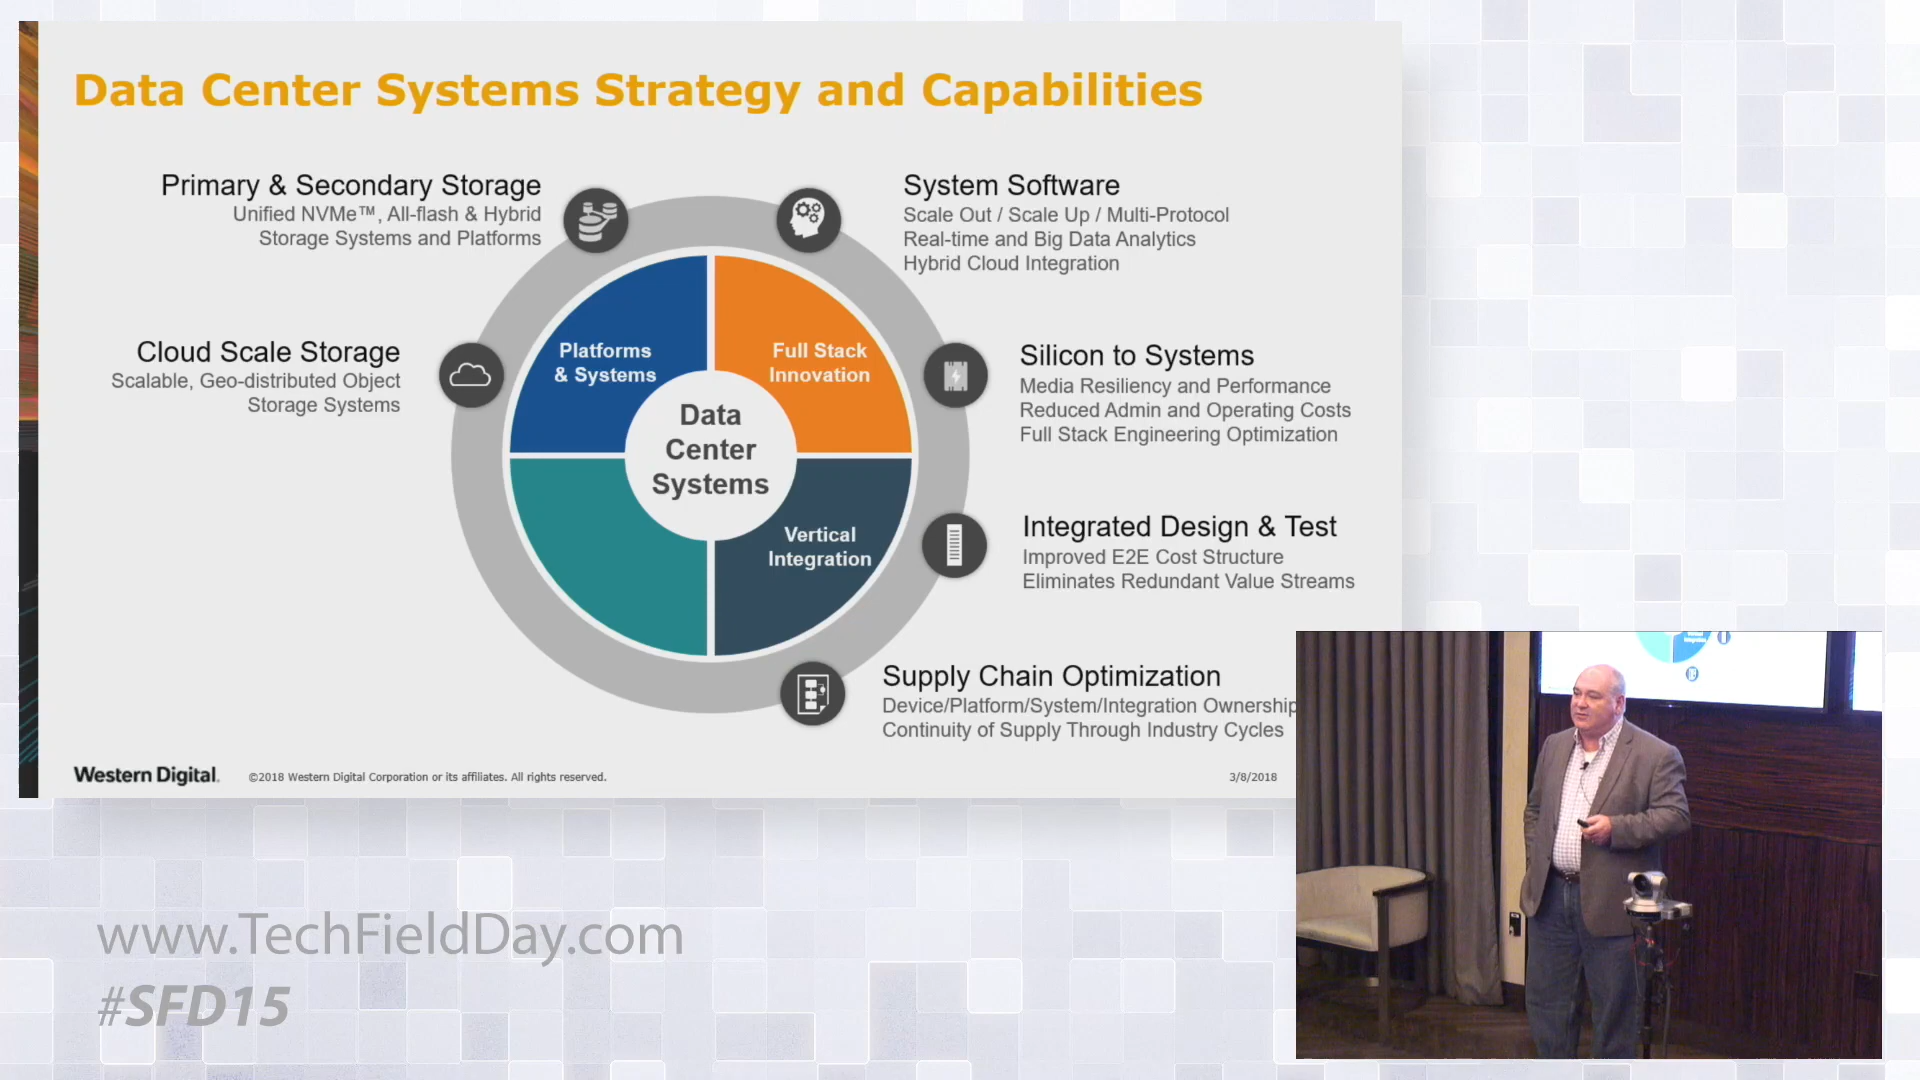 Data Center Systems Strategy and Capabilities
Primary & Secondary Storage
Unified NVMe™, All-flash & Hybrid
Storage Systems and Platforms
Cloud Scale Storage
Scalable, Geo-distributed Object
Storage Systems
Platforms
& Systems
Full Stack
Innovation
Data
Center
Systems
Vertical
Integration
System Software
Scale Out / Scale Up / Multi-Protocol
Real-time and Big Data Analytics
Hybrid Cloud Integration
Silicon to Systems
Media Resiliency and Performance
Reduced Admin and Operating Costs
Full Stack Engineering Optimization
Integrated Design & Test
Improved E2E Cost Structure
Eliminates Redundant Value Streams
Supply Chain Optimization
Device/Platform/System/Integration Ownership
Continuity of Supply Through Industry Cycles
Western Digital.
©2018 Western Digital Corporation or its affiliates. All rights reserved.
3/8/2018
www.TechFieldDay.com
#SFD15